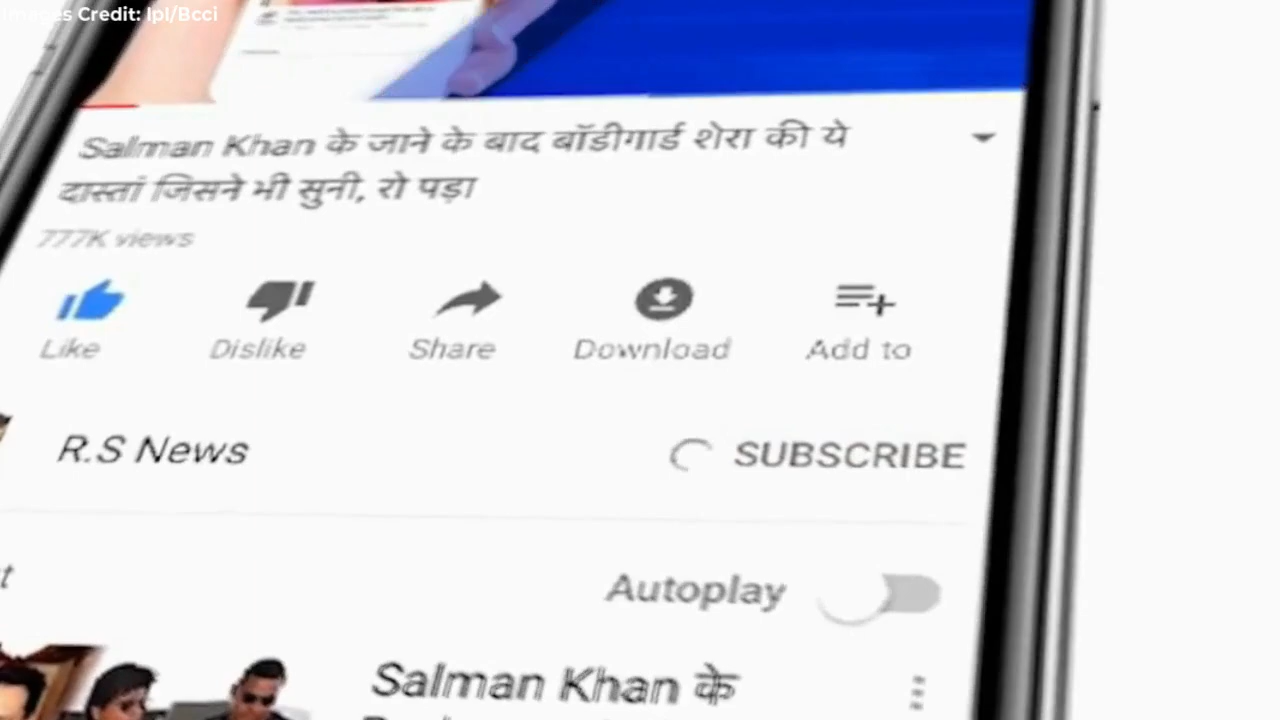 Images Credit: Ipl/Bcci
Salman Khan के जाने के बाद बॉडीगार्ड शेरा की ये
दास्तां जिसने भी सुनी, रो पड़ा
777K views
Like
Dislike
Share
Download
Add to
R.S News
SUBSCRIBE
Autoplay
Salman Khan के